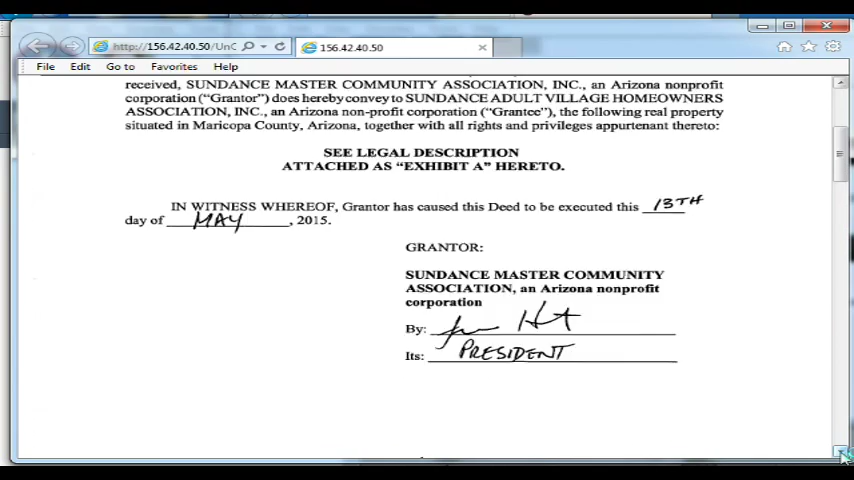 http://156.42.40.50/UnC
156.42.40.50
File Edit Go to Favorites Help
received, SUNDANCE MASTER COMMUNITY ASSOCIATION, INC., an Arizona nonprofit
corporation (“Grantor”) does hereby convey to SUNDANCE ADULT VILLAGE HOMEOWNERS
ASSOCIATION, INC., an Arizona non-profit corporation (“Grantee”), the following real property
situated in Maricopa County, Arizona, together with all rights and privileges appurtenant thereto:
SEE LEGAL DESCRIPTION
ATTACHED AS “EXHIBIT A” HERETO.
IN WITNESS WHEREOF, Grantor has caused this Deed to be executed this 13TH
day of MAY, 2015.
GRANTOR:
SUNDANCE MASTER COMMUNITY
ASSOCIATION, an Arizona nonprofit
corporation
By:
Its: PRESIDENT